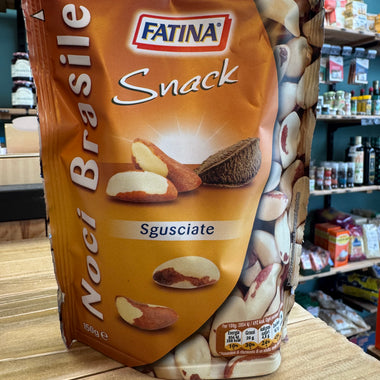 FATINA®
Snack
Noci Brasile
Sgusciate
150g e